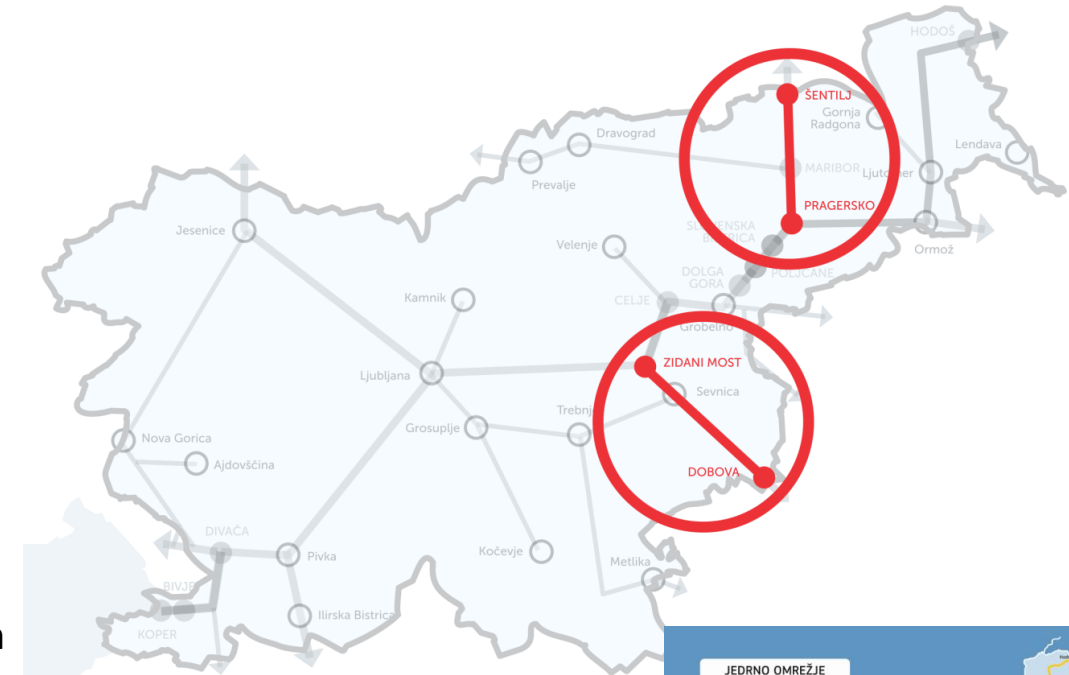 HODOŠ
ŠENTILJ
Gornja
Radgona
Dravograd
Lendava
MARIBOR
Ljutomer
Prevalje
PRAGERSKO
Jesenice
SLOVENSKA
BISTRICA
Ormož
Velenje
POLJČANE
DOLGA
GORA
Kamnik
CELJE
Grobelno
ZIDANI MOST
Ljubljana
Sevnica
Trebnj
Grosuplje
Nova Gorica
Ajdovščina
DOBOVA
DIVAČA
Kočevje
Pivka
Metlika
BIVJE
Ilirska Bistrica
KOPER
JEDRNO OMREŽJE